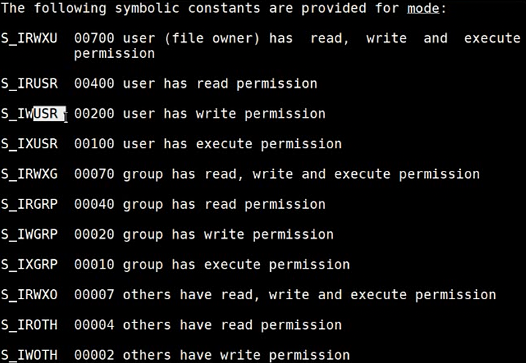 The following symbolic constants are provided for mode:
S_IRWXU 00700 user (file owner) has read, write and execute
permission
S_IRUSR 00400 user has read permission
S_IWUSR 00200 user has write permission
S_IXUSR 00100 user has execute permission
S_IRWXG 00070 group has read, write and execute permission
S_IRGRP 00040 group has read permission
S_IWGRP 00020 group has write permission
S_IXGRP 00010 group has execute permission
S_IRWXO 00007 others have read, write and execute permission
S_IROTH 00004 others have read permission
S_IWOTH 00002 others have write permission